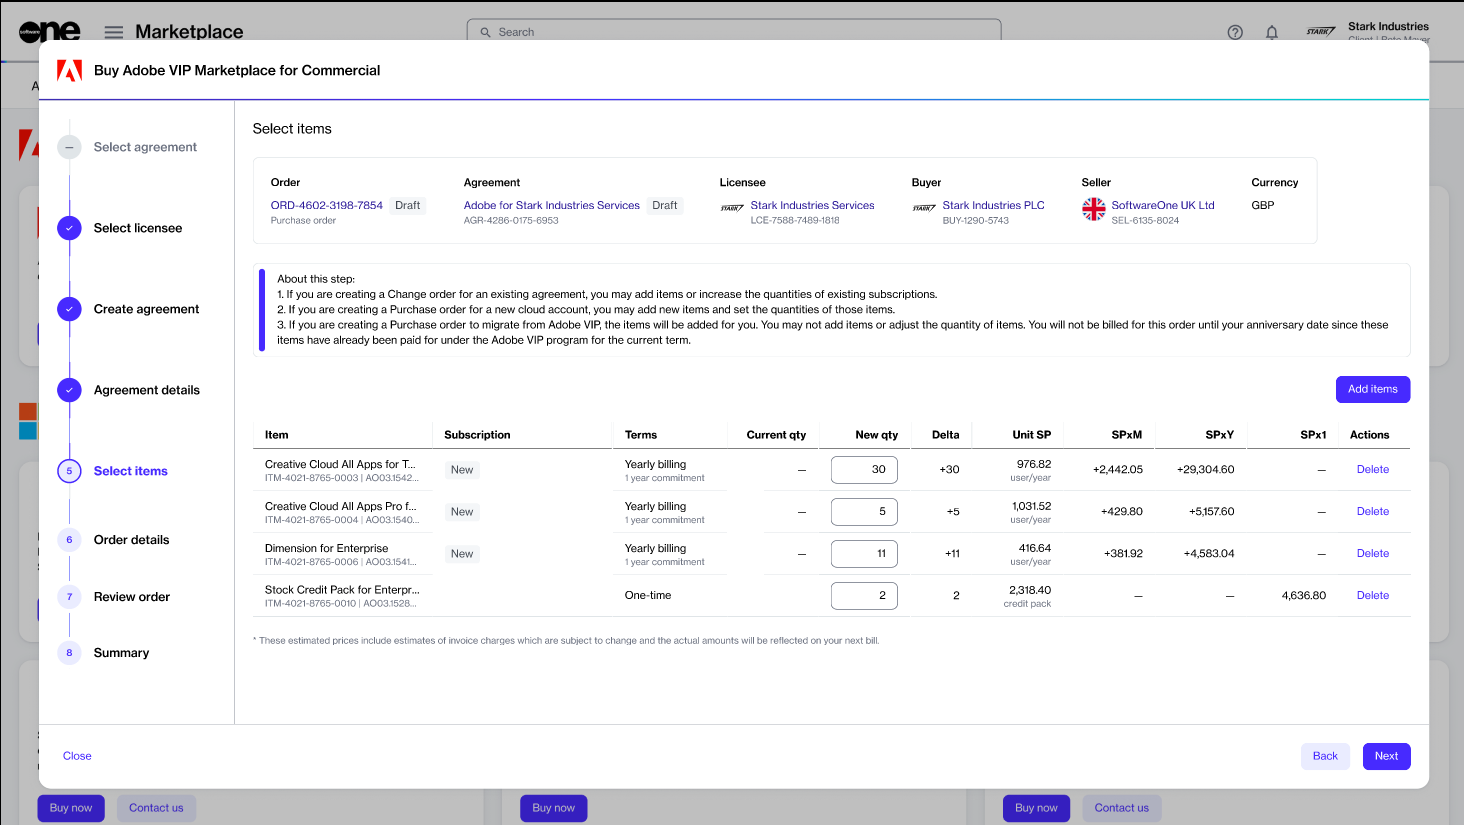 software one
Marketplace
Search
STARK
Stark Industries
Buy Adobe VIP Marketplace for Commercial
Select agreement
Select licensee
Create agreement
Agreement details
5 Select items
6 Order details
7 Review order
8 Summary
Select items
Order Agreement Licensee Buyer Seller Currency
ORD-4602-3198-7854 Draft Adobe for Stark Industries Services Draft STARK Stark Industries Services STARK Stark Industries PLC SoftwareOne UK Ltd GBP
Purchase order AGR-4286-0175-6953 LCE-7588-7489-1818 BUY-1290-5743 SEL-6135-8024
About this step:
1. If you are creating a Change order for an existing agreement, you may add items or increase the quantities of existing subscriptions.
2. If you are creating a Purchase order for a new cloud account, you may add new items and set the quantities of those items.
3. If you are creating a Purchase order to migrate from Adobe VIP, the items will be added for you. You may not add items or adjust the quantity of items. You will not be billed for this order until your anniversary date since these
items have already been paid for under the Adobe VIP program for the current term.
Add items
Item Subscription Terms Current qty New qty Delta Unit SP SPxM SPxY SPx1 Actions
Creative Cloud All Apps for T... New Yearly billing — 30 +30 976.82 +2,442.05 +29,304.60 — Delete
ITM-4021-8765-0003 | AO03.1542... 1 year commitment user/year
Creative Cloud All Apps Pro f... New Yearly billing — 5 +5 1,031.52 +429.80 +5,157.60 — Delete
ITM-4021-8765-0004 | AO03.1540... 1 year commitment user/year
Dimension for Enterprise New Yearly billing — 11 +11 416.64 +381.92 +4,583.04 — Delete
ITM-4021-8765-0006 | AO03.1541... 1 year commitment user/year
Stock Credit Pack for Enterpr... One-time 2 2 2,318.40 — — 4,636.80 Delete
ITM-4021-8765-0010 | AO03.1528... credit pack
* These estimated prices include estimates of invoice charges which are subject to change and the actual amounts will be reflected on your next bill.
Close Back Next
Buy now Contact us Buy now Buy now Contact us